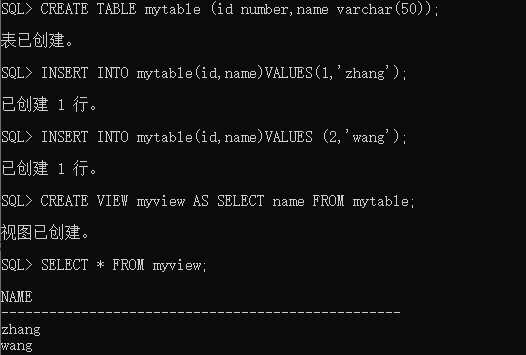 SQL> CREATE TABLE mytable (id number,name varchar(50));
表已创建。
SQL> INSERT INTO mytable(id,name)VALUES(1,'zhang');
已创建 1 行。
SQL> INSERT INTO mytable(id,name)VALUES (2,'wang');
已创建 1 行。
SQL> CREATE VIEW myview AS SELECT name FROM mytable;
视图已创建。
SQL> SELECT * FROM myview;
NAME
--------------------------------------------------
zhang
wang